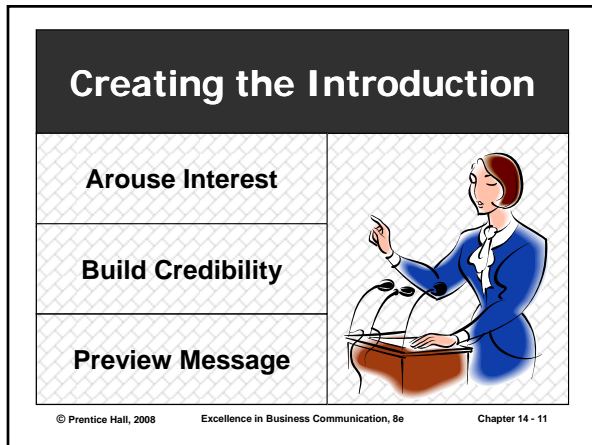 Creating the Introduction
Arouse Interest
Build Credibility
Preview Message
© Prentice Hall, 2008 Excellence in Business Communication, 8e Chapter 14 - 11